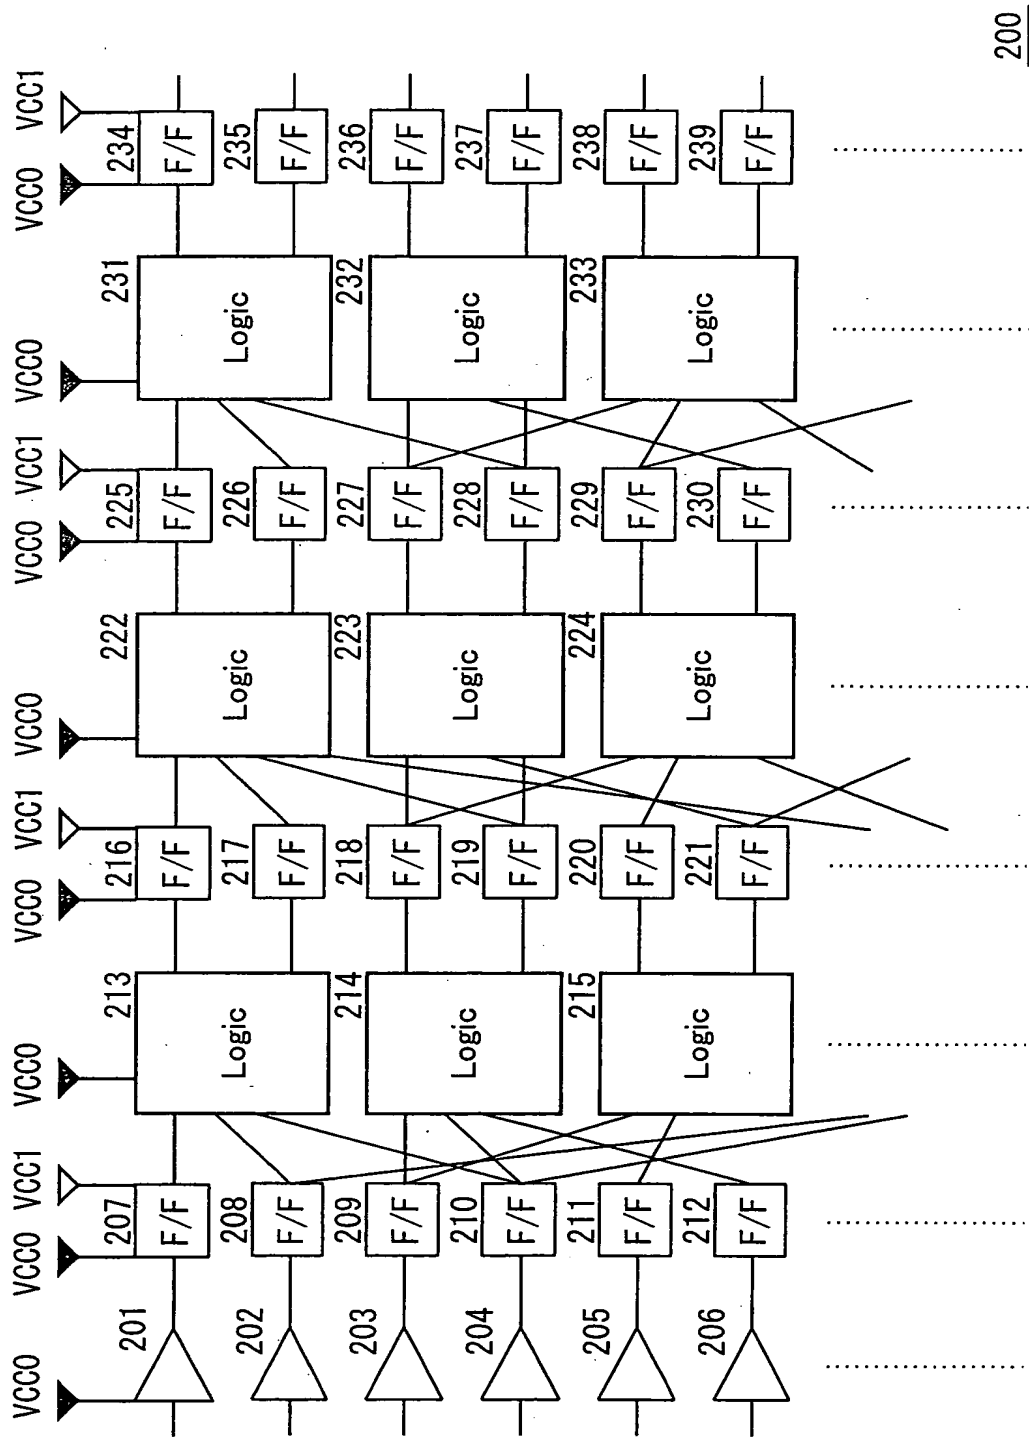 VCC0 VCC0 VCC1 VCC0 VCC0 VCC1 VCC0 VCC0 VCC1 VCC0 VCC0 VCC1
201 207 213 216 222 225 231 234
F/F Logic F/F Logic F/F Logic F/F
202 208 217 226 235
F/F F/F F/F F/F
203 209 214 218 223 227 232 236
F/F Logic F/F Logic F/F Logic F/F
204 210 219 228 237
F/F F/F F/F F/F
205 211 215 220 224 229 233 238
F/F Logic F/F Logic F/F Logic F/F
206 212 221 230 239
F/F F/F F/F F/F
200